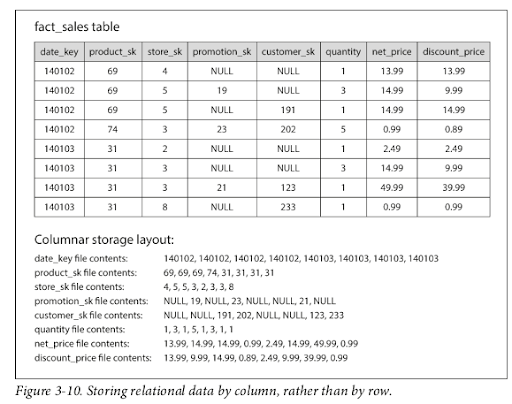 fact_sales table
date_key product_sk store_sk promotion_sk customer_sk quantity net_price discount_price
140102 69 4 NULL NULL 1 13.99 13.99
140102 69 5 19 NULL 3 14.99 9.99
140102 69 5 NULL 191 1 14.99 14.99
140102 74 3 23 202 5 0.99 0.89
140103 31 2 NULL NULL 1 2.49 2.49
140103 31 3 NULL NULL 3 14.99 9.99
140103 31 3 21 123 1 49.99 39.99
140103 31 8 NULL 233 1 0.99 0.99
Columnar storage layout:
date_key file contents: 140102, 140102, 140102, 140102, 140103, 140103, 140103, 140103
product_sk file contents: 69, 69, 69, 74, 31, 31, 31, 31
store_sk file contents: 4, 5, 5, 3, 2, 3, 3, 8
promotion_sk file contents: NULL, 19, NULL, 23, NULL, NULL, 21, NULL
customer_sk file contents: NULL, NULL, 191, 202, NULL, NULL, 123, 233
quantity file contents: 1, 3, 1, 5, 1, 3, 1, 1
net_price file contents: 13.99, 14.99, 14.99, 0.99, 2.49, 14.99, 49.99, 0.99
discount_price file contents: 13.99, 9.99, 14.99, 0.89, 2.49, 9.99, 39.99, 0.99
Figure 3-10. Storing relational data by column, rather than by row.